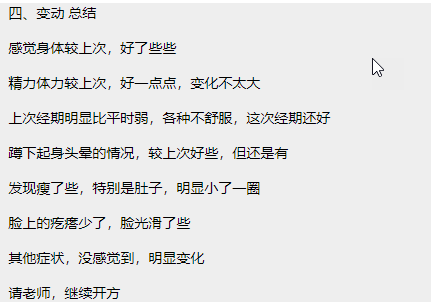 四、变动 总结
感觉身体较上次，好了些些
精力体力较上次，好一点点，变化不太大
上次经期明显比平时弱，各种不舒服，这次经期还好
蹲下起身头晕的情况，较上次好些，但还是有
发现瘦了些，特别是肚子，明显小了一圈
脸上的疙瘩少了，脸光滑了些
其他症状，没感觉到，明显变化
请老师，继续开方